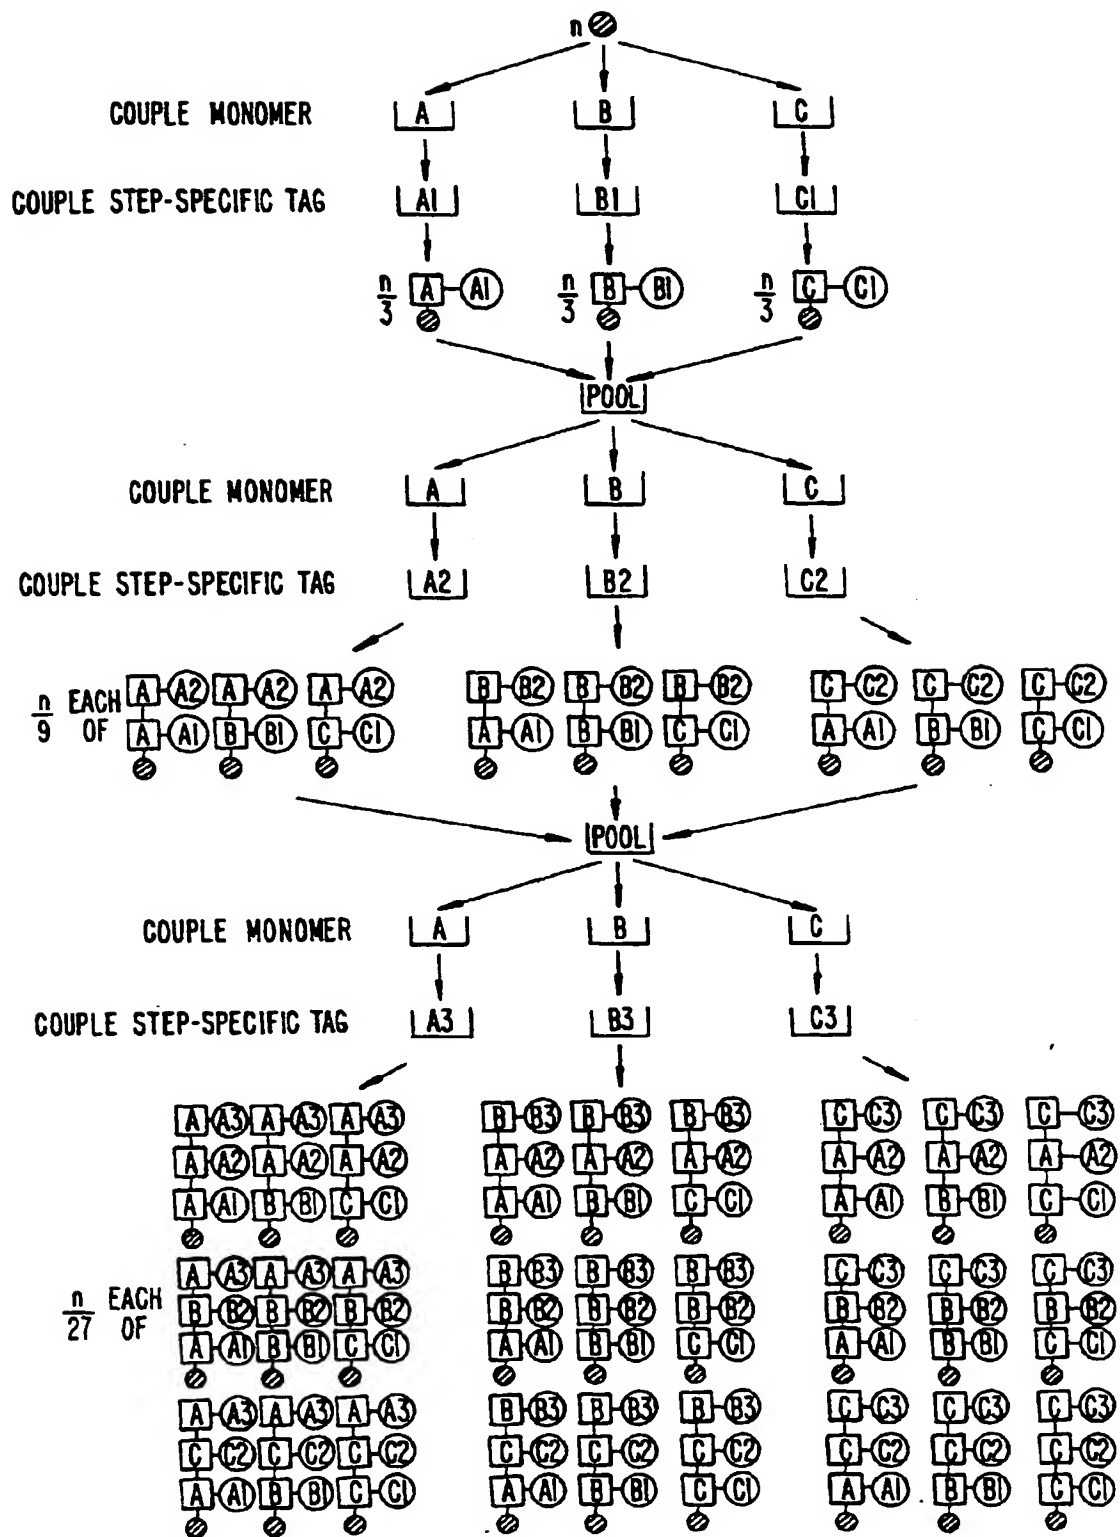 n
COUPLE MONOMER A B C
COUPLE STEP-SPECIFIC TAG A1 B1 C1
n/3 A A1 n/3 B B1 n/3 C C1
POOL
COUPLE MONOMER A B C
COUPLE STEP-SPECIFIC TAG A2 B2 C2
n/9 EACH OF
A A2 A A2 A A2 B B2 B B2 B B2 C C2 C C2 C C2
A A1 B B1 C C1 A A1 B B1 C C1 A A1 B B1 C C1
POOL
COUPLE MONOMER A B C
COUPLE STEP-SPECIFIC TAG A3 B3 C3
A A3 A A3 A A3 B B3 B B3 B B3 C C3 C C3 C C3
A A2 A A2 A A2 A A2 A A2 A A2 A A2 A A2 A A2
A A1 B B1 C C1 A A1 B B1 C C1 A A1 B B1 C C1
n/27 EACH OF
A A3 A A3 A A3 B B3 B B3 B B3 C C3 C C3 C C3
B B2 B B2 B B2 B B2 B B2 B B2 B B2 B B2 B B2
A A1 B B1 C C1 A A1 B B1 C C1 A A1 B B1 C C1
A A3 A A3 A A3 B B3 B B3 B B3 C C3 C C3 C C3
C C2 C C2 C C2 C C2 C C2 C C2 C C2 C C2 C C2
A A1 B B1 C C1 A A1 B B1 C C1 A A1 B B1 C C1